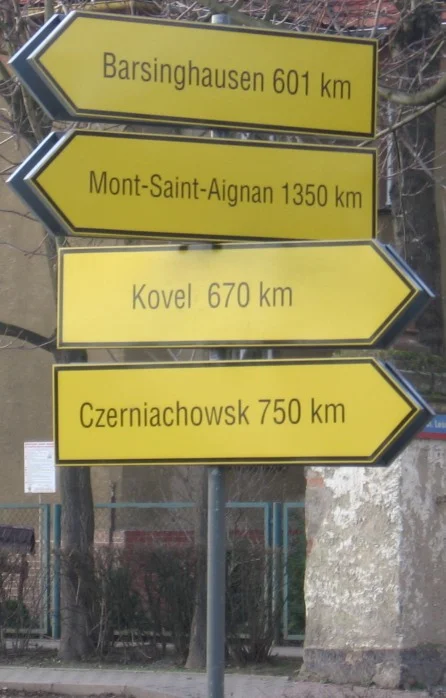 Barsinghausen 601 km
Mont-Saint-Aignan 1350 km
Kovel 670 km
Czerniachowsk 750 km